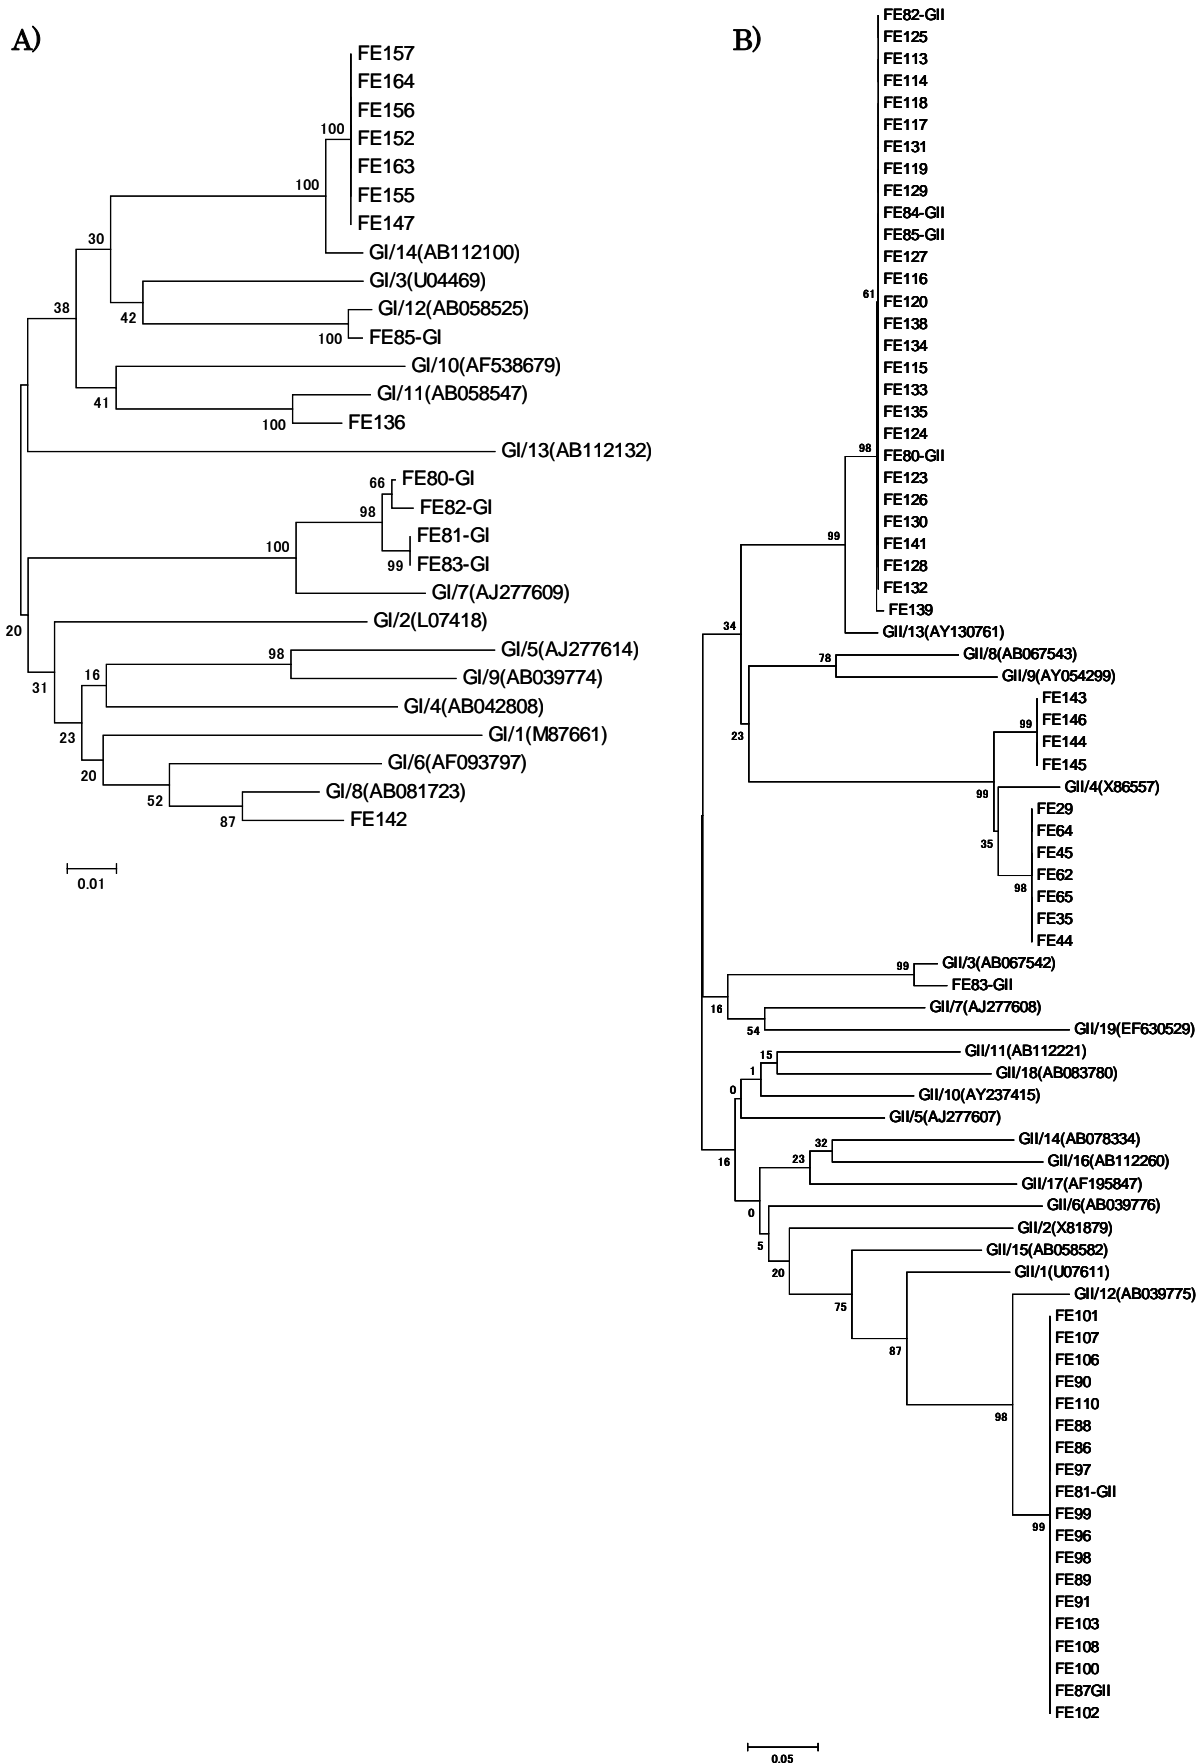 A)
FE157
FE164
FE156
100
FE152
FE163
100
FE155
FE147
30
GI/14(AB112100)
GI/3(U04469)
38
42
GI/12(AB058525)
100
FE85-GI
GI/10(AF538679)
41
GI/11(AB058547)
100
FE136
GI/13(AB112132)
66
FE80-GI
98
FE82-GI
FE81-GI
100
99
FE83-GI
GI/7(AJ277609)
20
GI/2(L07418)
98
GI/5(AJ277614)
16
GI/9(AB039774)
31
GI/4(AB042808)
23
GI/1(M87661)
20
GI/6(AF093797)
52
GI/8(AB081723)
87
FE142
0.01
B)
FE82-GII
FE125
FE113
FE114
FE118
FE117
FE131
FE119
FE129
FE84-GII
FE85-GII
FE127
FE116
61
FE120
FE138
FE134
FE115
FE133
FE135
FE124
98
FE80-GII
FE123
FE126
FE130
99
FE141
FE128
FE132
FE139
34
GII/13(AY130761)
78
GII/8(AB067543)
GII/9(AY054299)
FE143
99
FE146
23
FE144
FE145
99
GII/4(X86557)
FE29
FE64
35
FE45
FE62
98
FE65
FE35
FE44
99
GII/3(AB067542)
FE83-GII
16
GII/7(AJ277608)
54
GII/19(EF630529)
15
GII/11(AB112221)
1
GII/18(AB083780)
0
GII/10(AY237415)
GII/5(AJ277607)
32
GII/14(AB078334)
16
23
GII/16(AB112260)
GII/17(AF195847)
0
GII/6(AB039776)
5
GII/2(X81879)
20
GII/15(AB058582)
GII/1(U07611)
75
GII/12(AB039775)
FE101
FE107
87
FE106
FE90
FE110
98
FE88
FE86
FE97
FE81-GII
FE99
99
FE96
FE98
FE89
FE91
FE103
FE108
FE100
FE87GII
FE102
0.05